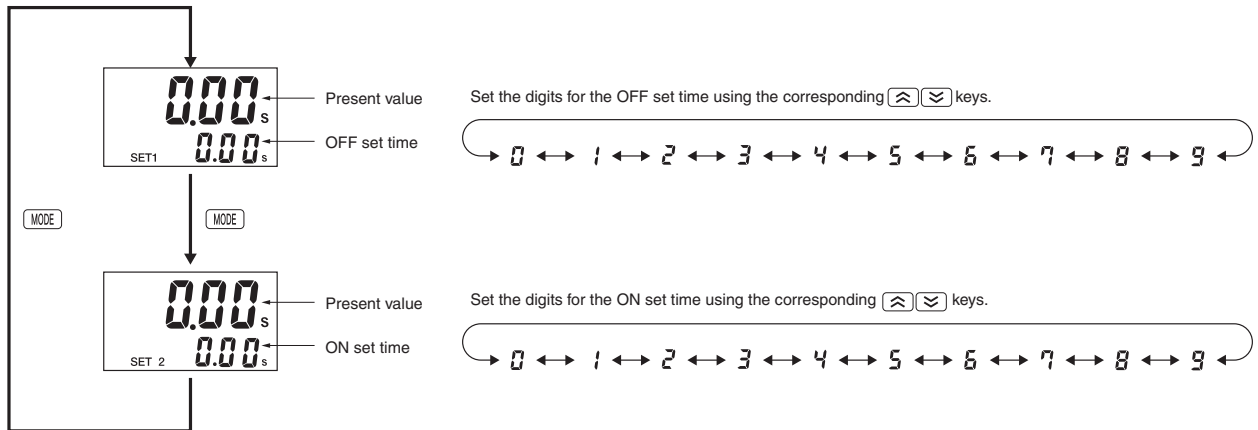 0.00 s
Present value
Set the digits for the OFF set time using the corresponding keys.
SET1 0.00 s
OFF set time
0 1 2 3 4 5 6 7 8 9
MODE MODE
0.00 s
Present value
Set the digits for the ON set time using the corresponding keys.
SET 2 0.00 s
ON set time
0 1 2 3 4 5 6 7 8 9